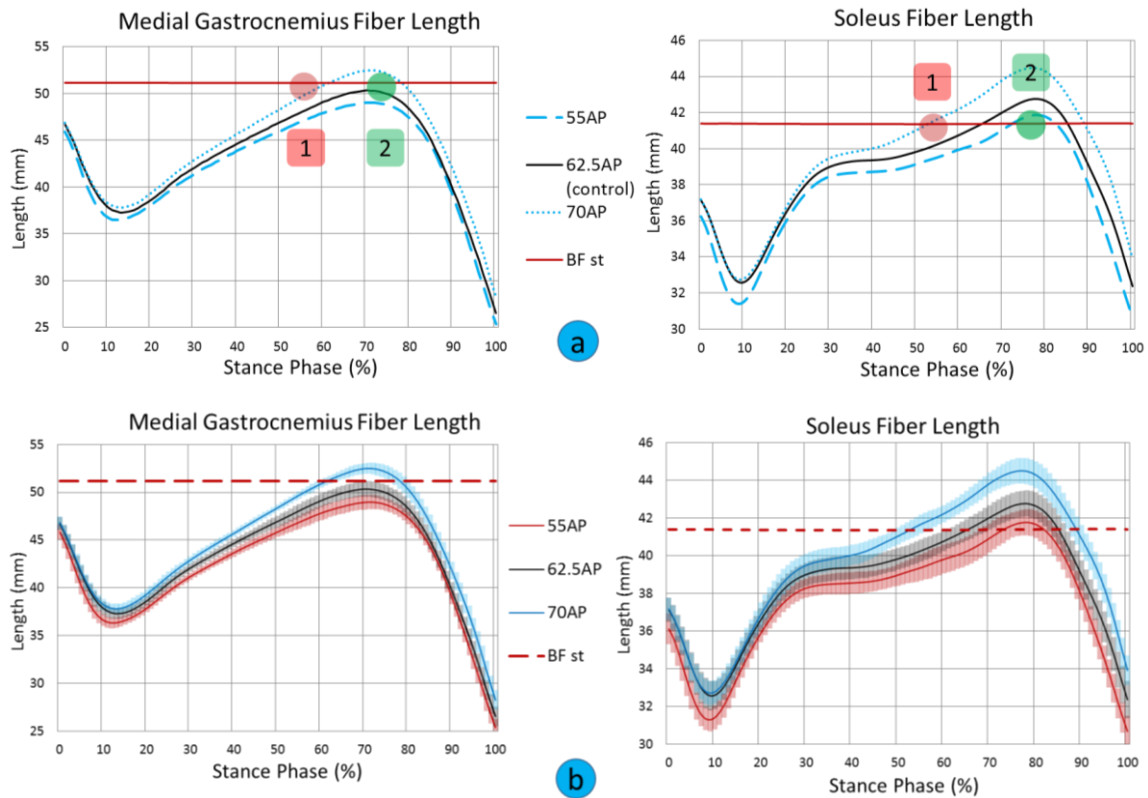 Medial Gastrocnemius Fiber Length
55
50
45
40
35
30
25
Length (mm)
1
2
0 10 20 30 40 50 60 70 80 90 100
Stance Phase (%)
55AP
62.5AP
(control)
70AP
BF st
a
Soleus Fiber Length
46
44
42
40
38
36
34
32
30
Length (mm)
1
2
0 10 20 30 40 50 60 70 80 90 100
Stance Phase (%)
Medial Gastrocnemius Fiber Length
55
50
45
40
35
30
25
Length (mm)
0 10 20 30 40 50 60 70 80 90 100
Stance Phase (%)
55AP
62.5AP
70AP
BF st
b
Soleus Fiber Length
46
44
42
40
38
36
34
32
30
Length (mm)
0 10 20 30 40 50 60 70 80 90 100
Stance Phase (%)